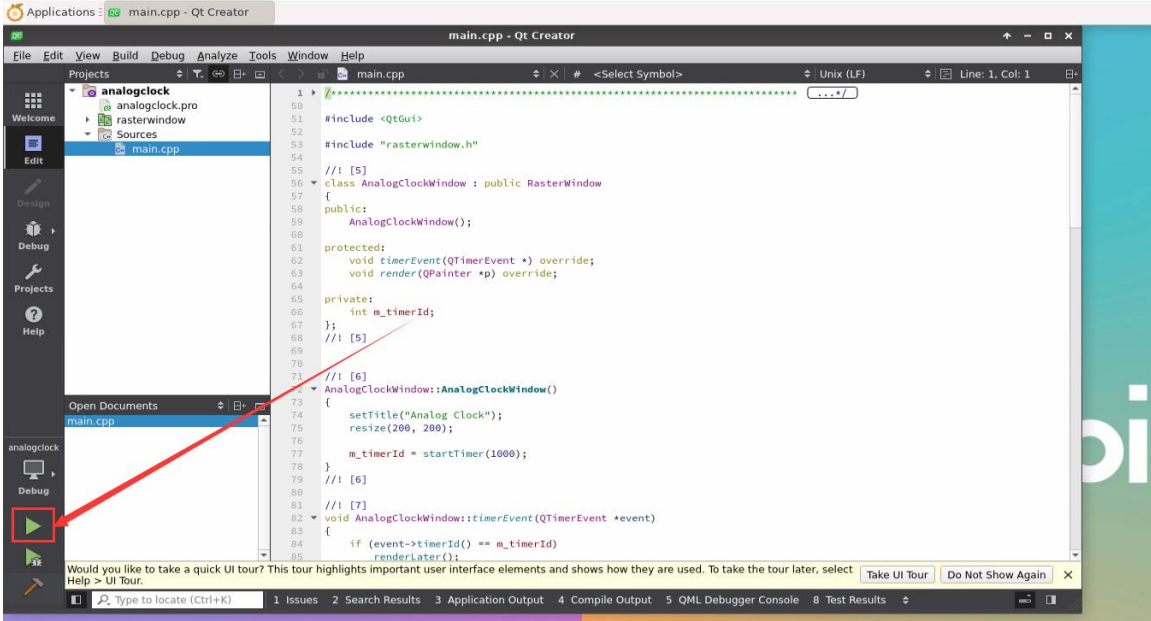 Applications main.cpp - Qt Creator
main.cpp - Qt Creator
File Edit View Build Debug Analyze Tools Window Help
Projects main.cpp # <Select Symbol> Unix (LF) Line: 1, Col: 1
Welcome
Edit
Design
Debug
Projects
Help
analogclock
Debug
analogclock
analogclock.pro
rasterwindow
Sources
main.cpp
Open Documents
main.cpp
1 /**************************************************************************** ...*/
50
51 #include <QtGui>
52
53 #include "rasterwindow.h"
54
55 //! [5]
56 class AnalogClockWindow : public RasterWindow
57 {
58 public:
59 AnalogClockWindow();
60
61 protected:
62 void timerEvent(QTimerEvent *) override;
63 void render(QPainter *p) override;
64
65 private:
66 int m_timerId;
67 };
68 //! [5]
69
70
71 //! [6]
72 AnalogClockWindow::AnalogClockWindow()
73 {
74 setTitle("Analog Clock");
75 resize(200, 200);
76
77 m_timerId = startTimer(1000);
78 }
79 //! [6]
80
81 //! [7]
82 void AnalogClockWindow::timerEvent(QTimerEvent *event)
83 {
84 if (event->timerId() == m_timerId)
85 renderLater();
Would you like to take a quick UI tour? This tour highlights important user interface elements and shows how they are used. To take the tour later, select
Help > UI Tour.
Take UI Tour Do Not Show Again
Type to locate (Ctrl+K) 1 Issues 2 Search Results 3 Application Output 4 Compile Output 5 QML Debugger Console 8 Test Results
pi